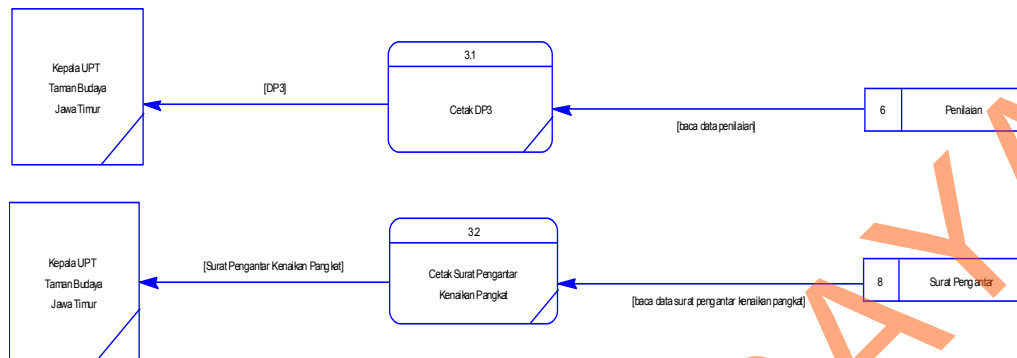 3.1
Kepala UPT
Taman Budaya
Jawa Timur
[DP3]
Cetak DP3
6
Penilaian
[baca data penilaian]
3.2
Kepala UPT
Taman Budaya
Jawa Timur
[Surat Pengantar Kenaikan Pangkat]
Cetak Surat Pengantar
Kenaikan Pangkat
8
Surat Pengantar
[baca data surat pengantar kenaikan pangkat]
AYA